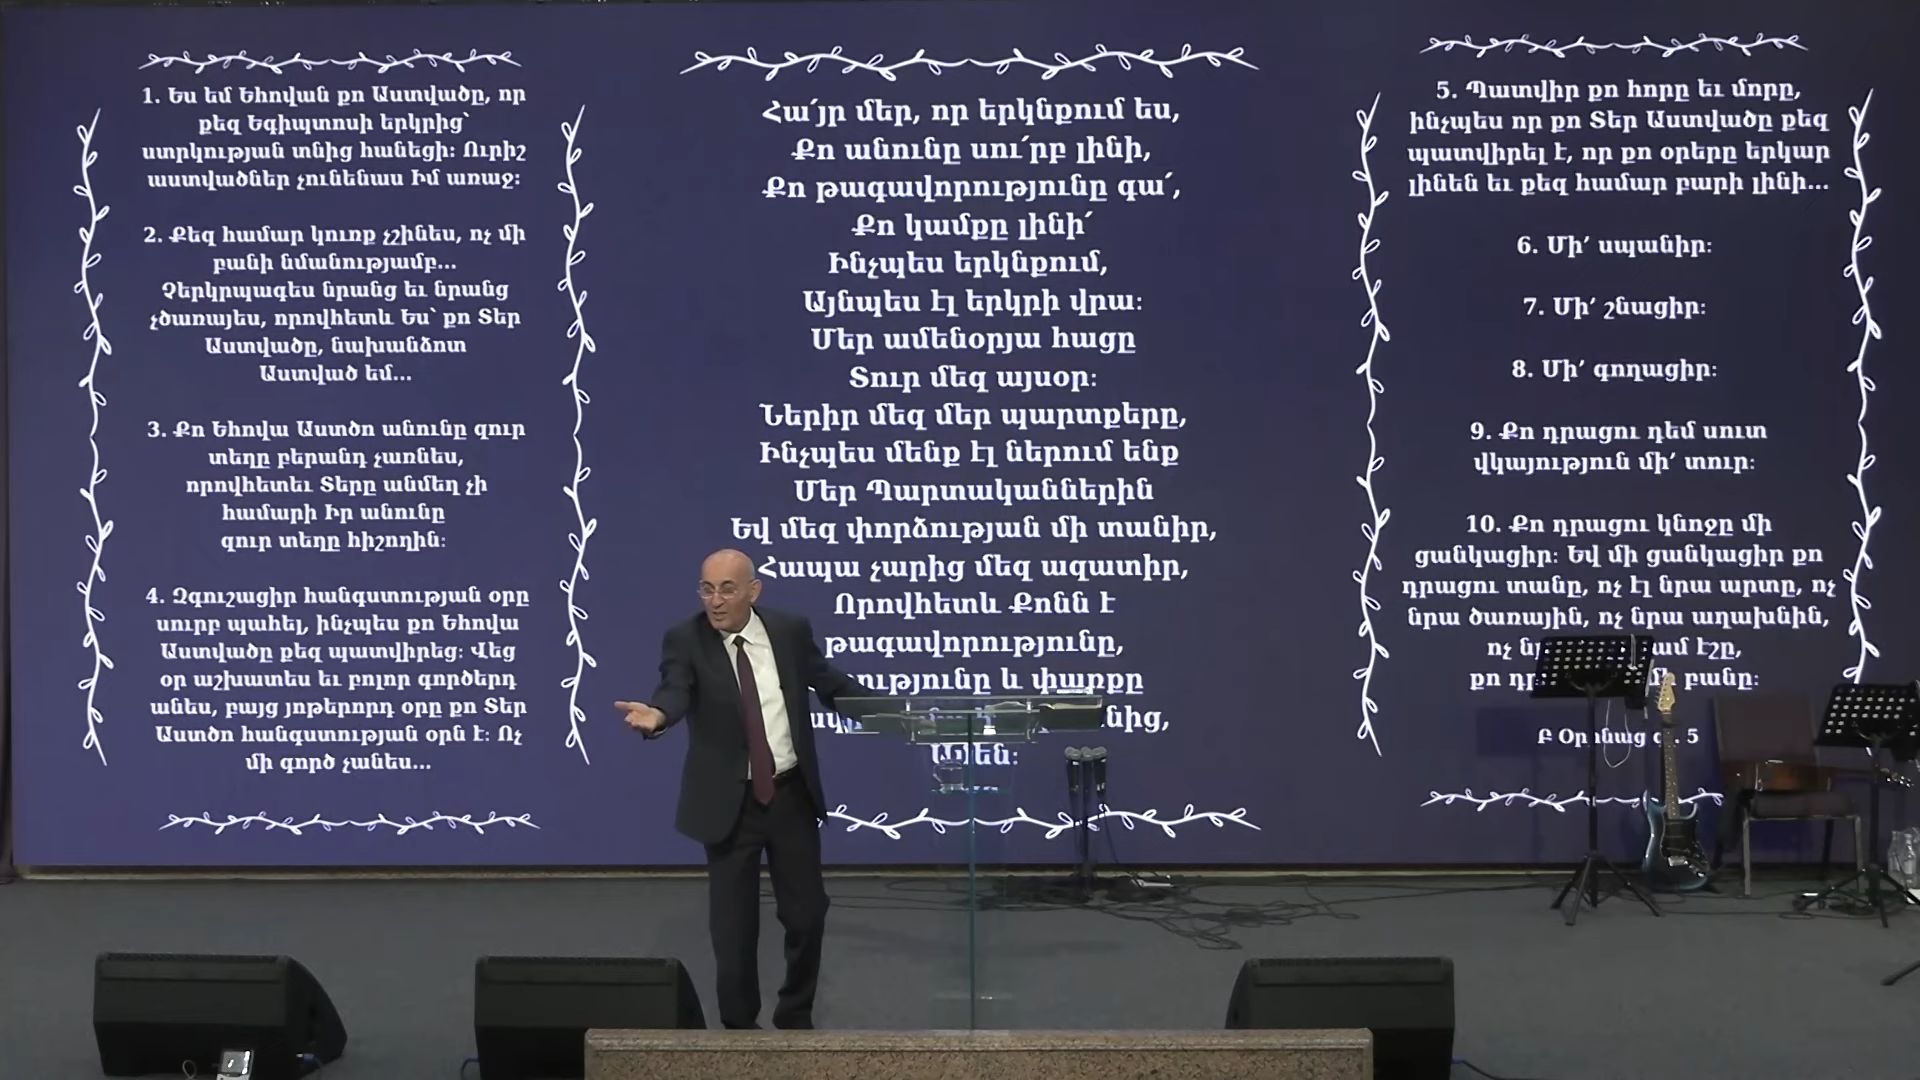 1. Ես եմ Եհովան քո Աստվածը, որ
քեզ Եգիպտոսի երկրից՝
ստրկության տնից հանեցի։ Ուրիշ
աստվածներ չունենաս Իմ առաջ։
2. Քեզ համար կուռք չշինես, ոչ մի
բանի նմանությամբ...
Չերկրպագես նրանց եւ նրանց
չծառայես, որովհետև Ես՝ քո Տեր
Աստվածը, նախանձոտ
Աստված եմ...
3. Քո Եհովա Աստծո անունը զուր
տեղը բերանդ չառնես,
որովհետեւ Տերը անմեղ չի
համարի Իր անունը
զուր տեղը հիշողին։
4. Զգուշացիր հանգստության օրը
սուրբ պահել, ինչպես քո Եհովա
Աստվածը քեզ պատվիրեց։ Վեց
օր աշխատես եւ բոլոր գործերդ
անես, բայց յոթերորդ օրը քո Տեր
Աստծո հանգստության օրն է։ Ոչ
մի գործ չանես...
Հա՛յր մեր, որ երկնքում ես,
Քո անունը սու՛րբ լինի,
Քո թագավորությունը գա՛,
Քո կամքը լինի՛
Ինչպես երկնքում,
Այնպես էլ երկրի վրա։
Մեր ամենօրյա հացը
Տուր մեզ այսօր։
Ներիր մեզ մեր պարտքերը,
Ինչպես մենք էլ ներում ենք
Մեր Պարտականներին
Եվ մեզ փորձության մի տանիր,
Հապա չարից մեզ ազատիր,
Որովհետև Քոնն է
թագավորությունը,
և փառքը
Ամեն։
5. Պատվիր քո հորը եւ մորը,
ինչպես որ քո Տեր Աստվածը քեզ
պատվիրել է, որ քո օրերը երկար
լինեն եւ քեզ համար բարի լինի...
6. Մի՛ սպանիր։
7. Մի՛ շնացիր։
8. Մի՛ գողացիր։
9. Քո դրացու դեմ սուտ
վկայություն մի՛ տուր։
10. Քո դրացու կնոջը մի
ցանկացիր։ Եվ մի ցանկացիր քո
դրացու տանը, ոչ էլ նրա արտը, ոչ
նրա ծառային, ոչ նրա աղախնին,
ոչ էշը,
քո բանը։
Բ Օրինաց 5